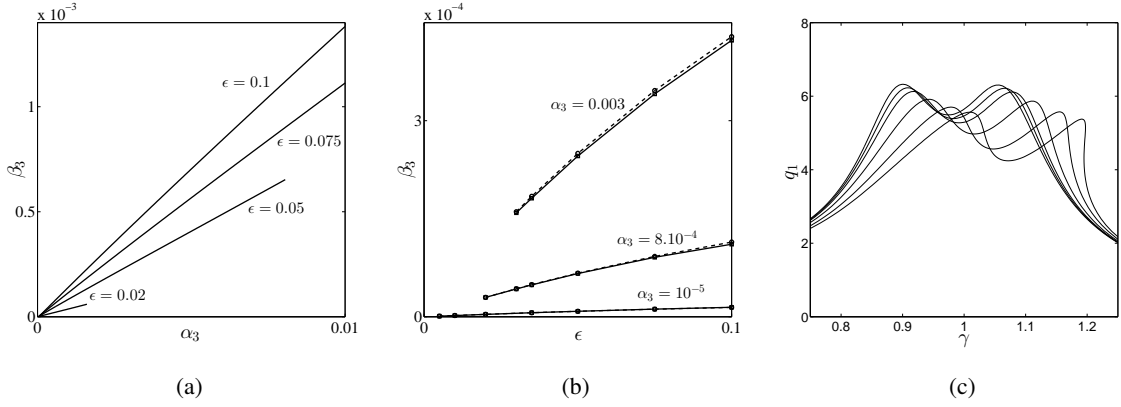 x 10⁻³
1
0.5
0
β₃
ϵ = 0.1
ϵ = 0.075
ϵ = 0.05
ϵ = 0.02
0
0.01
α₃
(a)
x 10⁻⁴
4
3
0
β₃
α₃ = 0.003
α₃ = 8.10⁻⁴
α₃ = 10⁻⁵
0
0.1
ϵ
(b)
8
6
4
2
0
q₁
0.8
0.9
1
1.1
1.2
γ
(c)